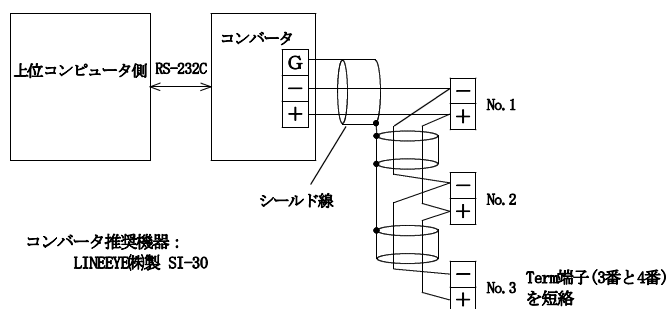 上位コンピュータ側
RS-232C
コンバータ
G
−
+
シールド線
−
+
No.1
−
+
No.2
−
+
No.3
Term端子(3番と4番)
を短絡
コンバータ推奨機器：
LINEEYE㈱製 SI-30